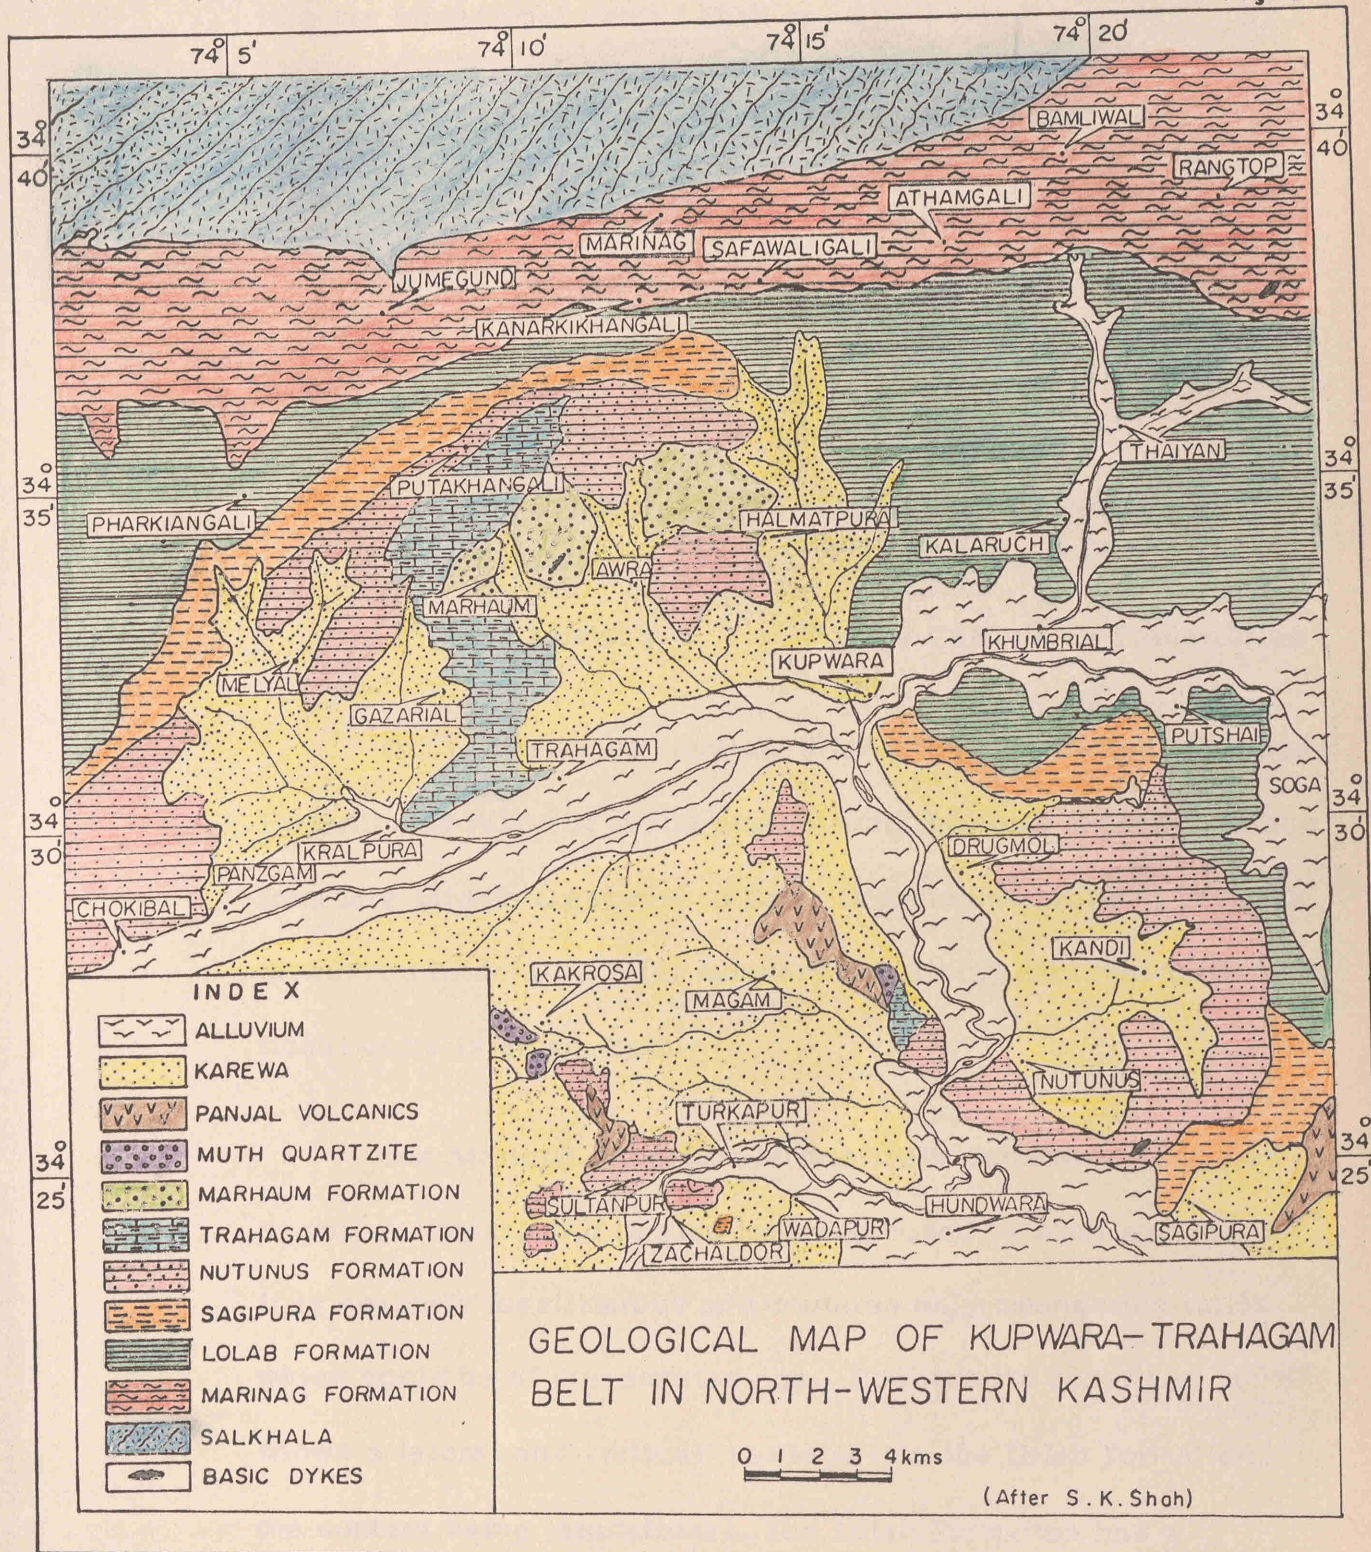 74° 5'
74° 10'
74° 15'
74° 20'
34°
40'
34°
40'
BAMLIWAL
RANGTOP
ATHAMGALI
MARINAG
SAFAWALIGALI
JUMEGUND
KANARKIKHANGALI
THAIYAN
34°
35'
34°
35'
PUTAKHANGALI
PHARKIANGALI
HALMATPURA
KALARUCH
AWRA
MARHAUM
KHUMBRIAL
KUPWARA
MELYAL
GAZARIAL
PUTSHAI
TRAHAGAM
SOGA
34°
30'
34°
30'
KRALPURA
DRUGMOL
PANZGAM
CHOKIBAL
KANDI
KAKROSA
MAGAM
NUTUNUS
TURKAPUR
34°
25'
34°
25'
SULTANPUR
HUNDWARA
WADAPUR
SAGIPURA
ZACHALDOR
INDEX
ALLUVIUM
KAREWA
PANJAL VOLCANICS
MUTH QUARTZITE
MARHAUM FORMATION
TRAHAGAM FORMATION
NUTUNUS FORMATION
SAGIPURA FORMATION
LOLAB FORMATION
MARINAG FORMATION
SALKHALA
BASIC DYKES
GEOLOGICAL MAP OF KUPWARA-TRAHAGAM
BELT IN NORTH-WESTERN KASHMIR
0 1 2 3 4 kms
(After S. K. Shah)